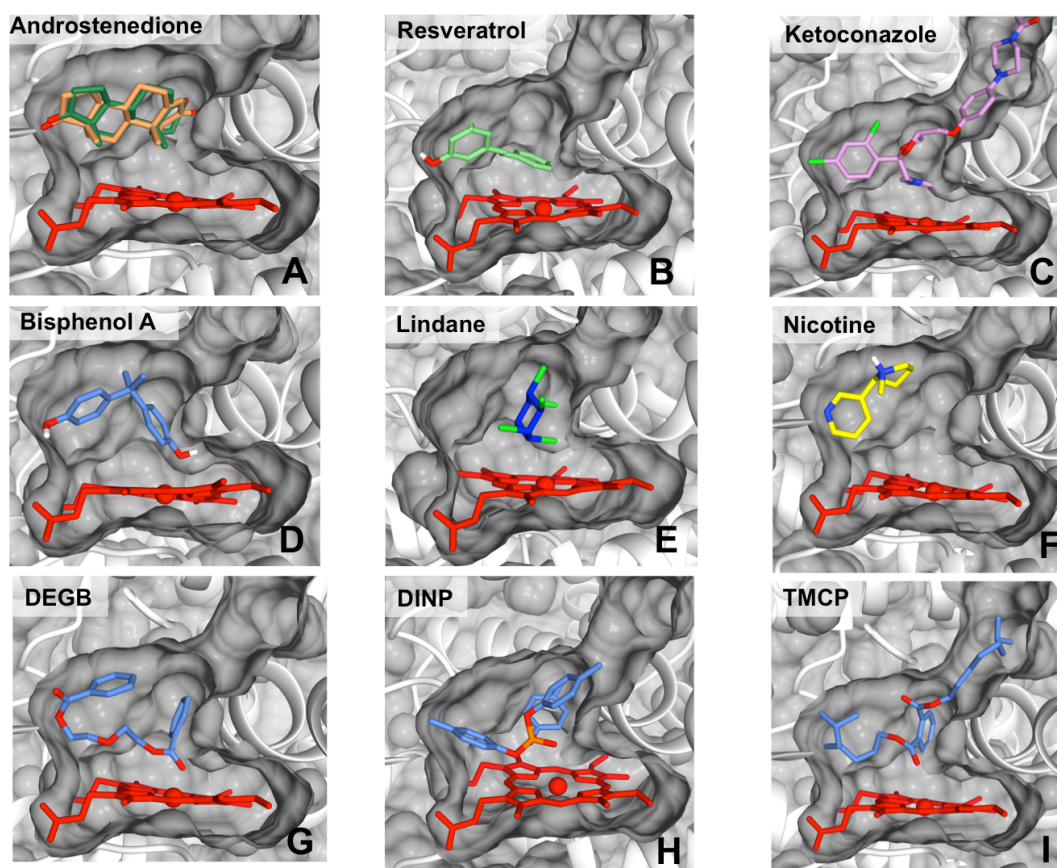 Androstenedione
Resveratrol
Ketoconazole
A
B
C
Bisphenol A
Lindane
Nicotine
D
E
F
DEGB
DINP
TMCP
G
H
I